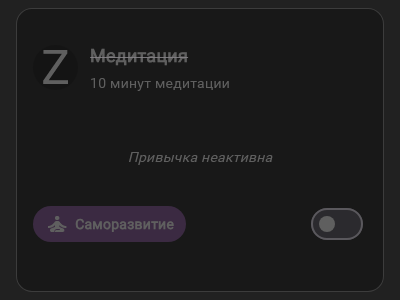 Z
Медитация
10 минут медитации
Привычка неактивна
Саморазвитие